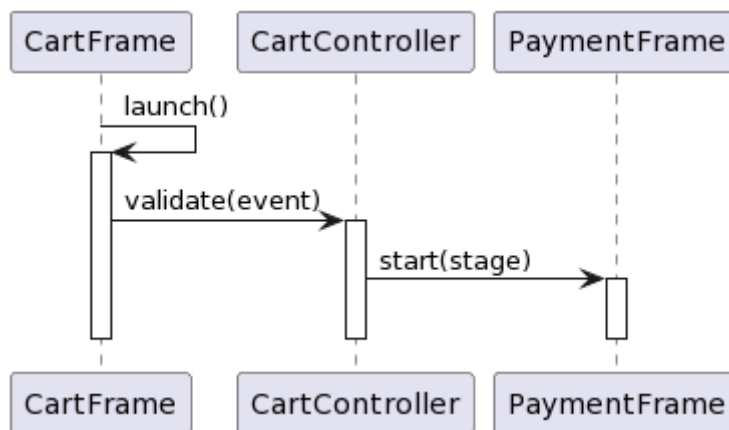 CartFrame CartController PaymentFrame
launch()
validate(event)
start(stage)
CartFrame CartController PaymentFrame